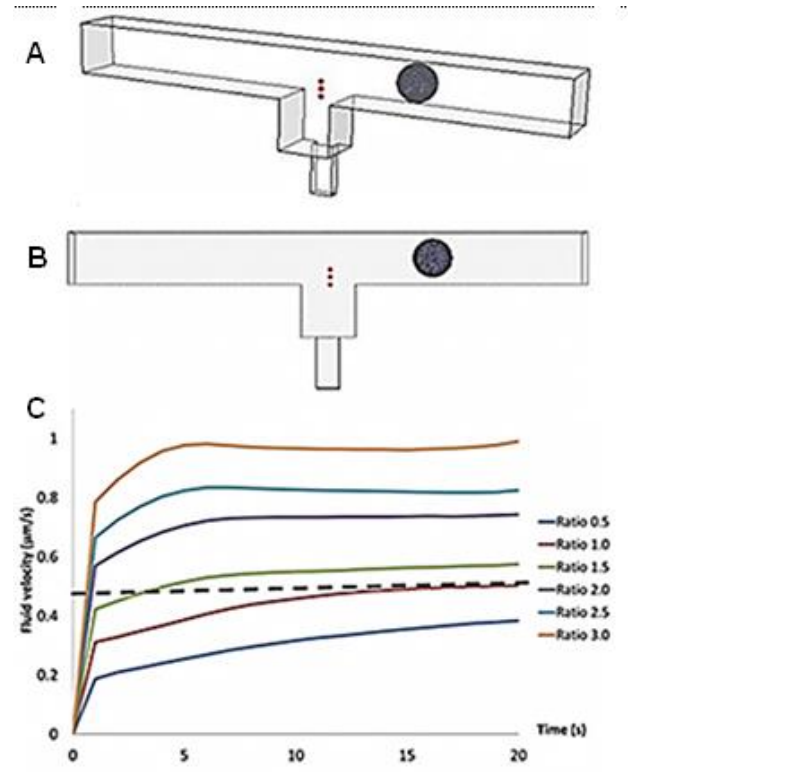 A
B
C
1
0.8
0.6
0.4
0.2
0
Fluid velocity (µm/s)
0 5 10 15 20
Time (s)
Ratio 0.5
Ratio 1.0
Ratio 1.5
Ratio 2.0
Ratio 2.5
Ratio 3.0